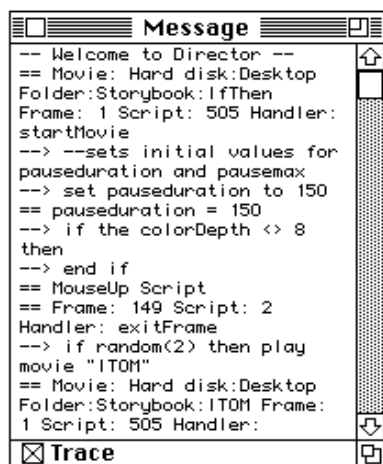 Message
-- Welcome to Director --
== Movie: Hard disk:Desktop
Folder:Storybook:IfThen
Frame: 1 Script: 505 Handler:
startMovie
--> --sets initial values for
pauseduration and pausemax
--> set pauseduration to 150
== pauseduration = 150
--> if the colorDepth <> 8
then
--> end if
== MouseUp Script
== Frame: 149 Script: 2
Handler: exitFrame
--> if random(2) then play
movie "ITOM"
== Movie: Hard disk:Desktop
Folder:Storybook:ITOM Frame:
1 Script: 505 Handler:
Trace